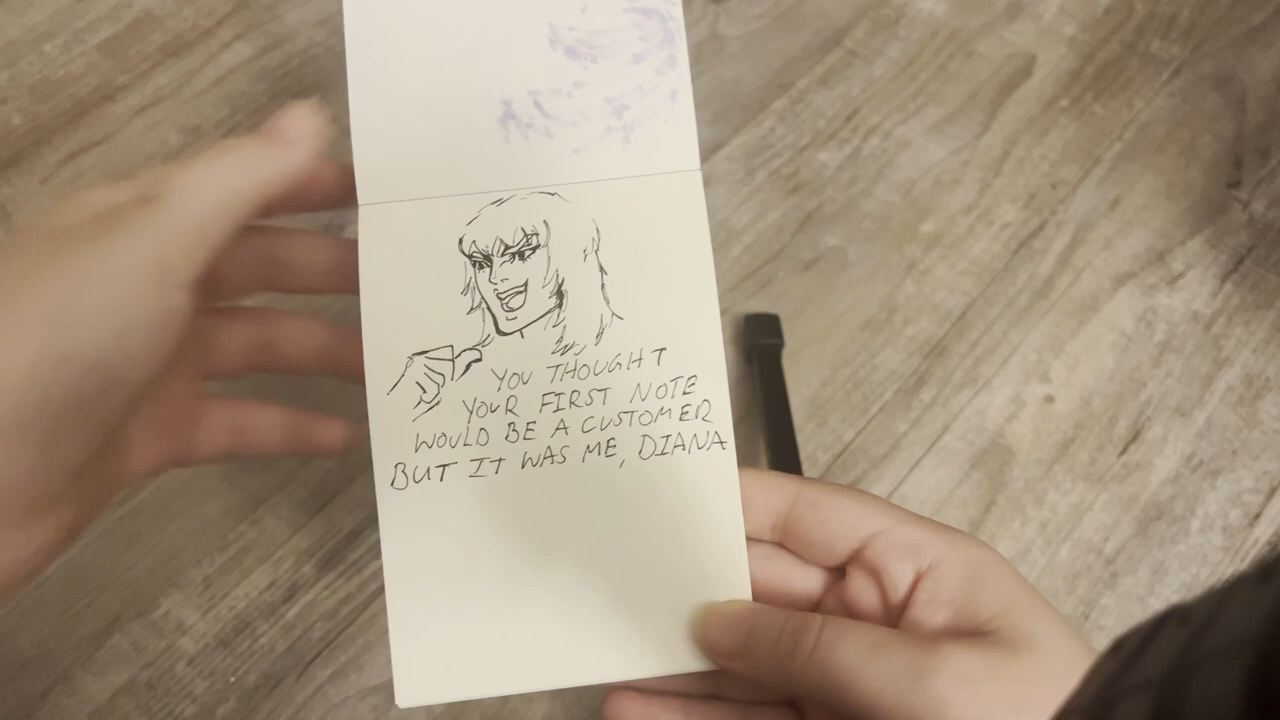 YOU THOUGHT
YOUR FIRST NOTE
WOULD BE A CUSTOMER
BUT IT WAS ME, DIANA